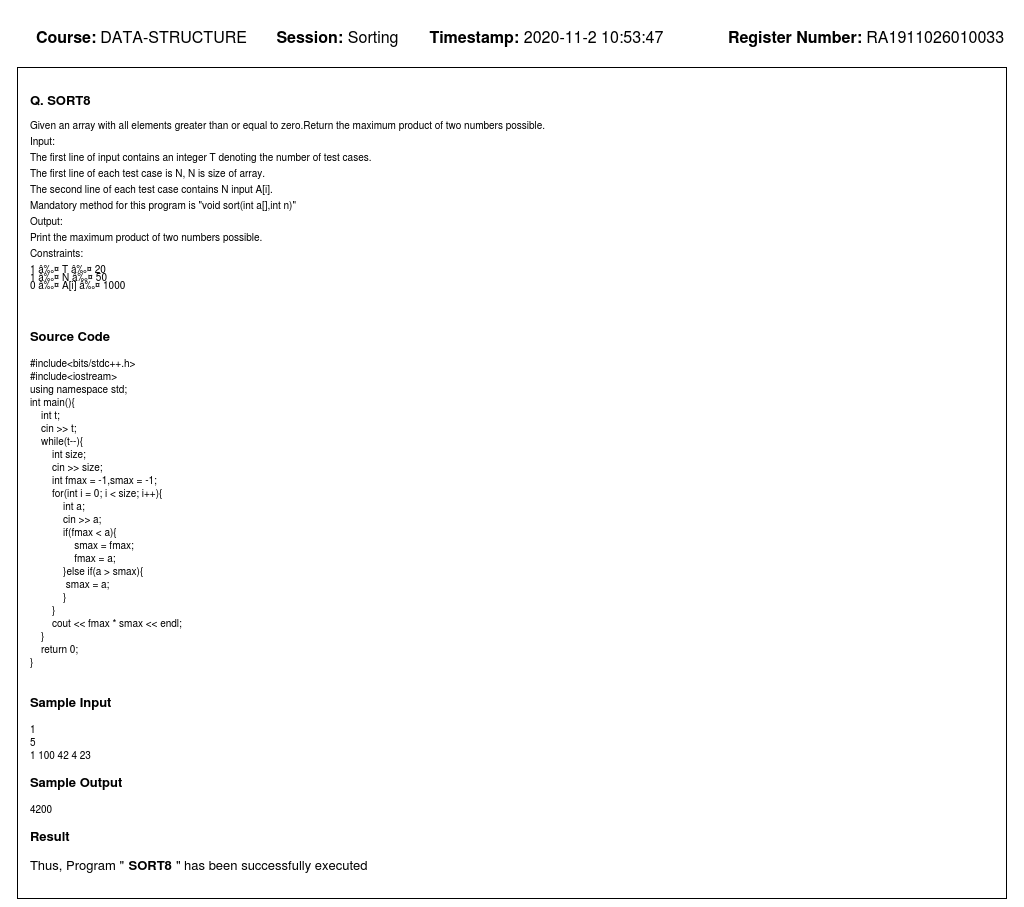 Course: DATA-STRUCTURE Session: Sorting Timestamp: 2020-11-2 10:53:47 Register Number: RA1911026010033
Q. SORT8
Given an array with all elements greater than or equal to zero.Return the maximum product of two numbers possible.
Input:
The first line of input contains an integer T denoting the number of test cases.
The first line of each test case is N, N is size of array.
The second line of each test case contains N input A[i].
Mandatory method for this program is "void sort(int a[],int n)"
Output:
Print the maximum product of two numbers possible.
Constraints:
1 â‰¤ T â‰¤ 20
1 â‰¤ N â‰¤ 50
0 â‰¤ A[i] â‰¤ 1000
Source Code
#include<bits/stdc++.h>
#include<iostream>
using namespace std;
int main(){
    int t;
    cin >> t;
    while(t--){
        int size;
        cin >> size;
        int fmax = -1,smax = -1;
        for(int i = 0; i < size; i++){
            int a;
            cin >> a;
            if(fmax < a){
                smax = fmax;
                fmax = a;
            }else if(a > smax){
             smax = a;
            }
        }
        cout << fmax * smax << endl;
    }
    return 0;
}
Sample Input
1
5
1 100 42 4 23
Sample Output
4200
Result
Thus, Program " SORT8 " has been successfully executed